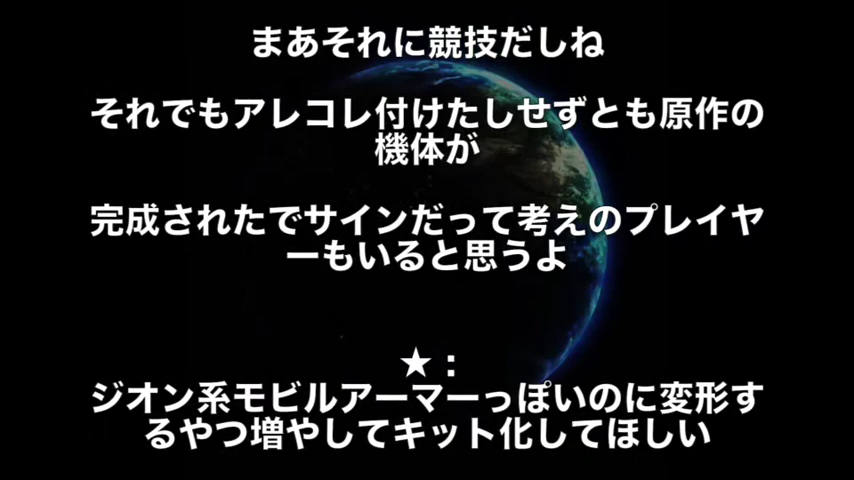 まあそれに競技だしね
それでもアレコレ付けたしせずとも原作の
機体が
完成されたでサインだって考えのプレイヤ
ーもいると思うよ
★：
ジオン系モビルアーマーっぽいのに変形す
るやつ増やしてキット化してほしい